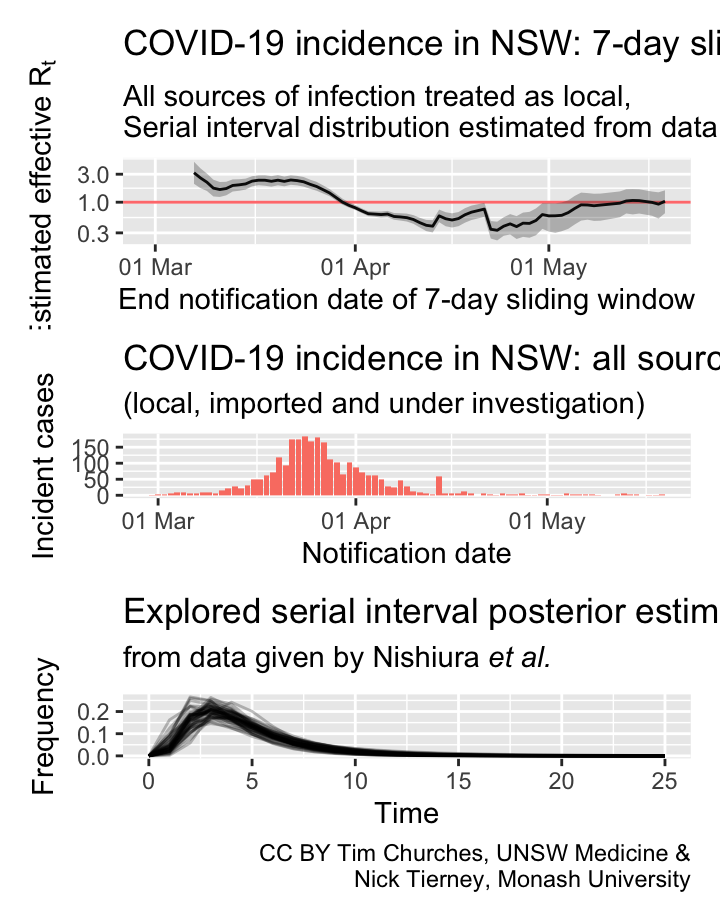 COVID-19 incidence in NSW: 7-day sli
All sources of infection treated as local,
Serial interval distribution estimated from data
:stimated effective Rt
3.0
1.0
0.3
01 Mar 01 Apr 01 May
End notification date of 7-day sliding window
COVID-19 incidence in NSW: all sourc
(local, imported and under investigation)
Incident cases
150
100
50
0
01 Mar 01 Apr 01 May
Notification date
Explored serial interval posterior estim
from data given by Nishiura et al.
Frequency
0.2
0.1
0.0
0 5 10 15 20 25
Time
CC BY Tim Churches, UNSW Medicine &
Nick Tierney, Monash University